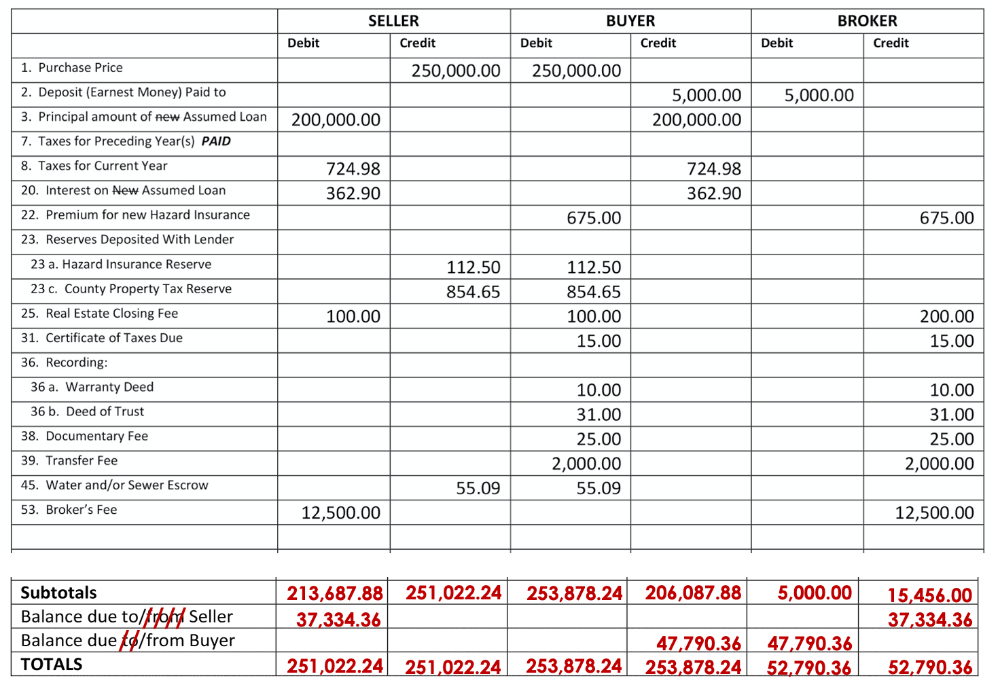 SELLER BUYER BROKER
Debit Credit Debit Credit Debit Credit
1. Purchase Price 250,000.00 250,000.00
2. Deposit (Earnest Money) Paid to 5,000.00 5,000.00
3. Principal amount of new Assumed Loan 200,000.00 200,000.00
7. Taxes for Preceding Year(s) PAID
8. Taxes for Current Year 724.98 724.98
20. Interest on New Assumed Loan 362.90 362.90
22. Premium for new Hazard Insurance 675.00 675.00
23. Reserves Deposited With Lender
23 a. Hazard Insurance Reserve 112.50 112.50
23 c. County Property Tax Reserve 854.65 854.65
25. Real Estate Closing Fee 100.00 100.00 200.00
31. Certificate of Taxes Due 15.00 15.00
36. Recording:
36 a. Warranty Deed 10.00 10.00
36 b. Deed of Trust 31.00 31.00
38. Documentary Fee 25.00 25.00
39. Transfer Fee 2,000.00 2,000.00
45. Water and/or Sewer Escrow 55.09 55.09
53. Broker's Fee 12,500.00 12,500.00
Subtotals 213,687.88 251,022.24 253,878.24 206,087.88 5,000.00 15,456.00
Balance due to/from Seller 37,334.36 37,334.36
Balance due to/from Buyer 47,790.36 47,790.36
TOTALS 251,022.24 251,022.24 253,878.24 253,878.24 52,790.36 52,790.36